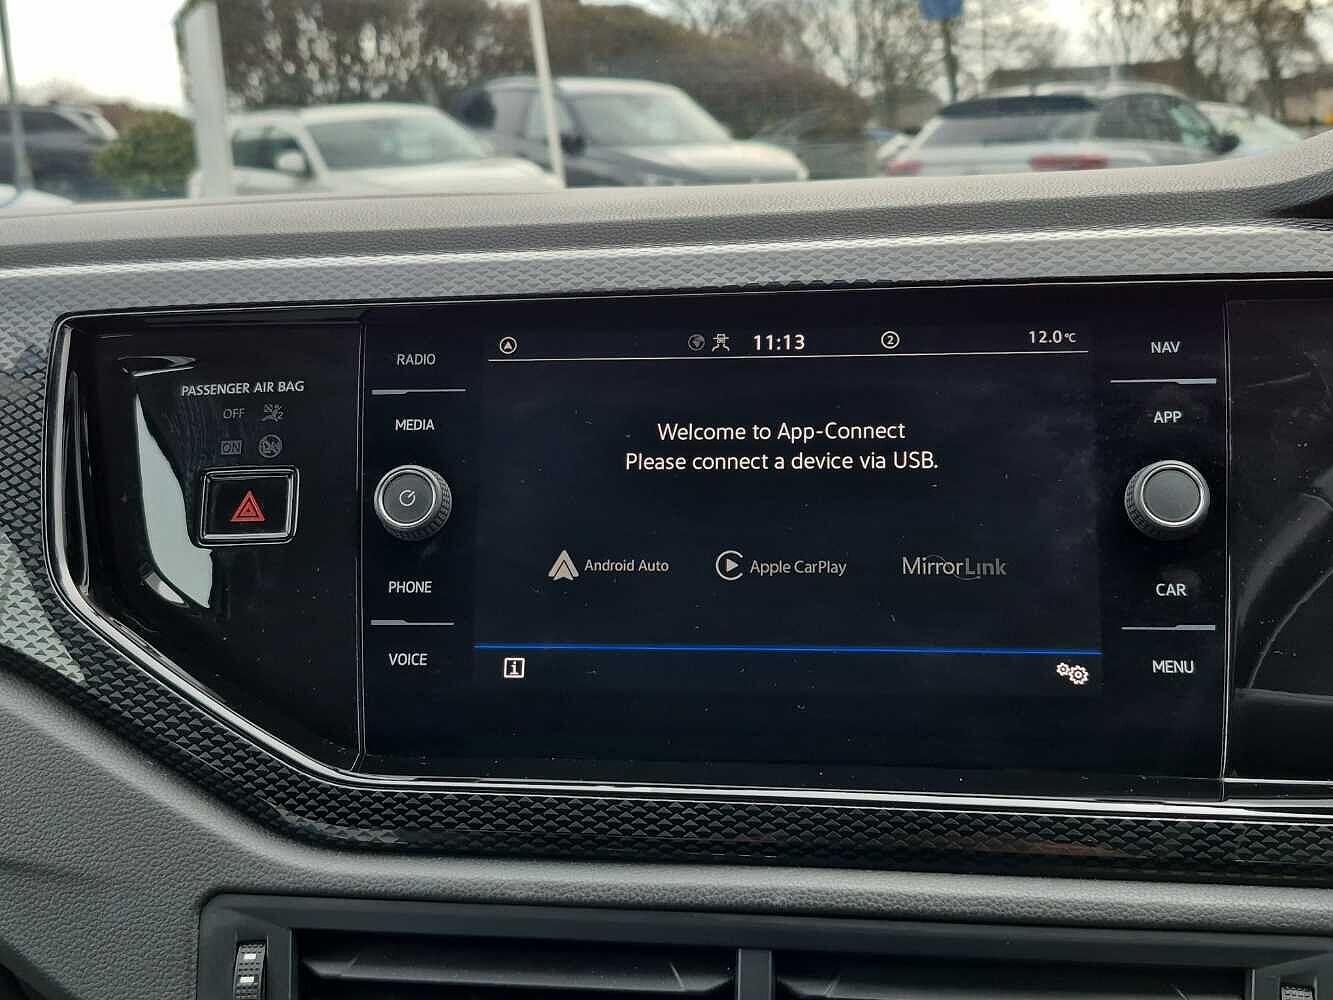 PASSENGER AIR BAG
OFF
ON
RADIO
MEDIA
PHONE
VOICE
11:13
2
12.0°C
Welcome to App-Connect
Please connect a device via USB.
Android Auto
Apple CarPlay
MirrorLink
i
NAV
APP
CAR
MENU